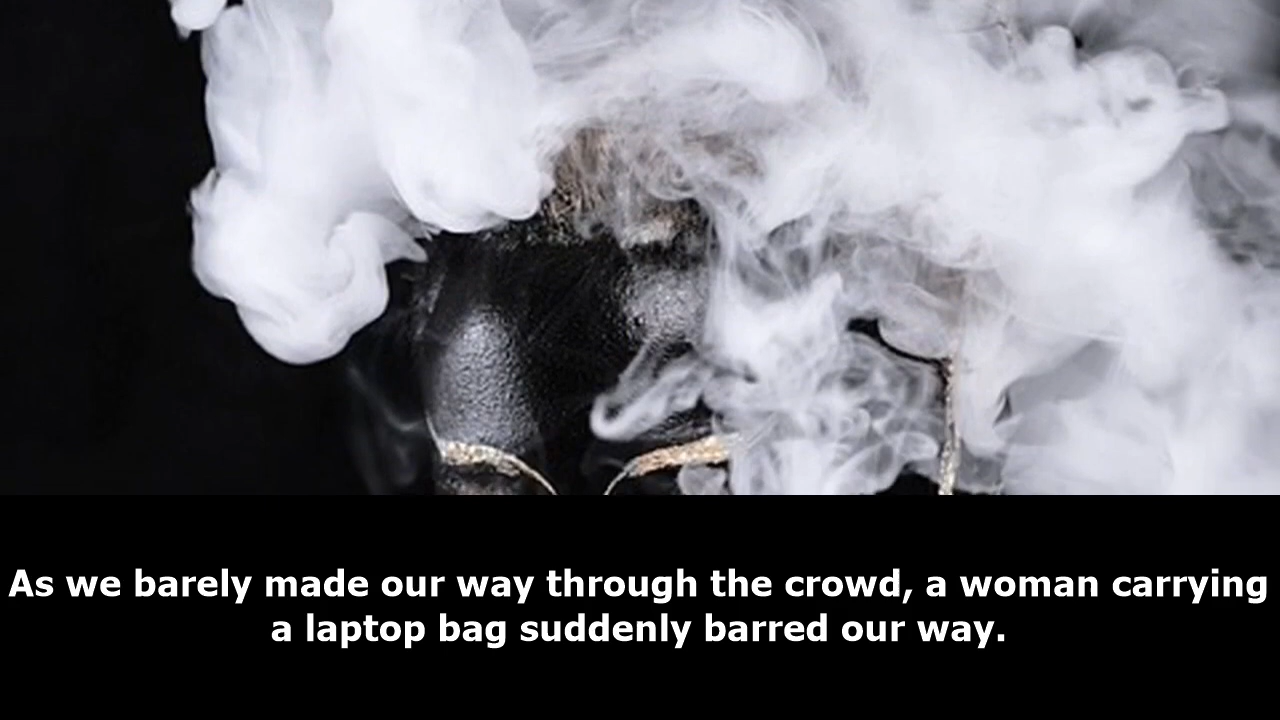 As we barely made our way through the crowd, a woman carrying
a laptop bag suddenly barred our way.